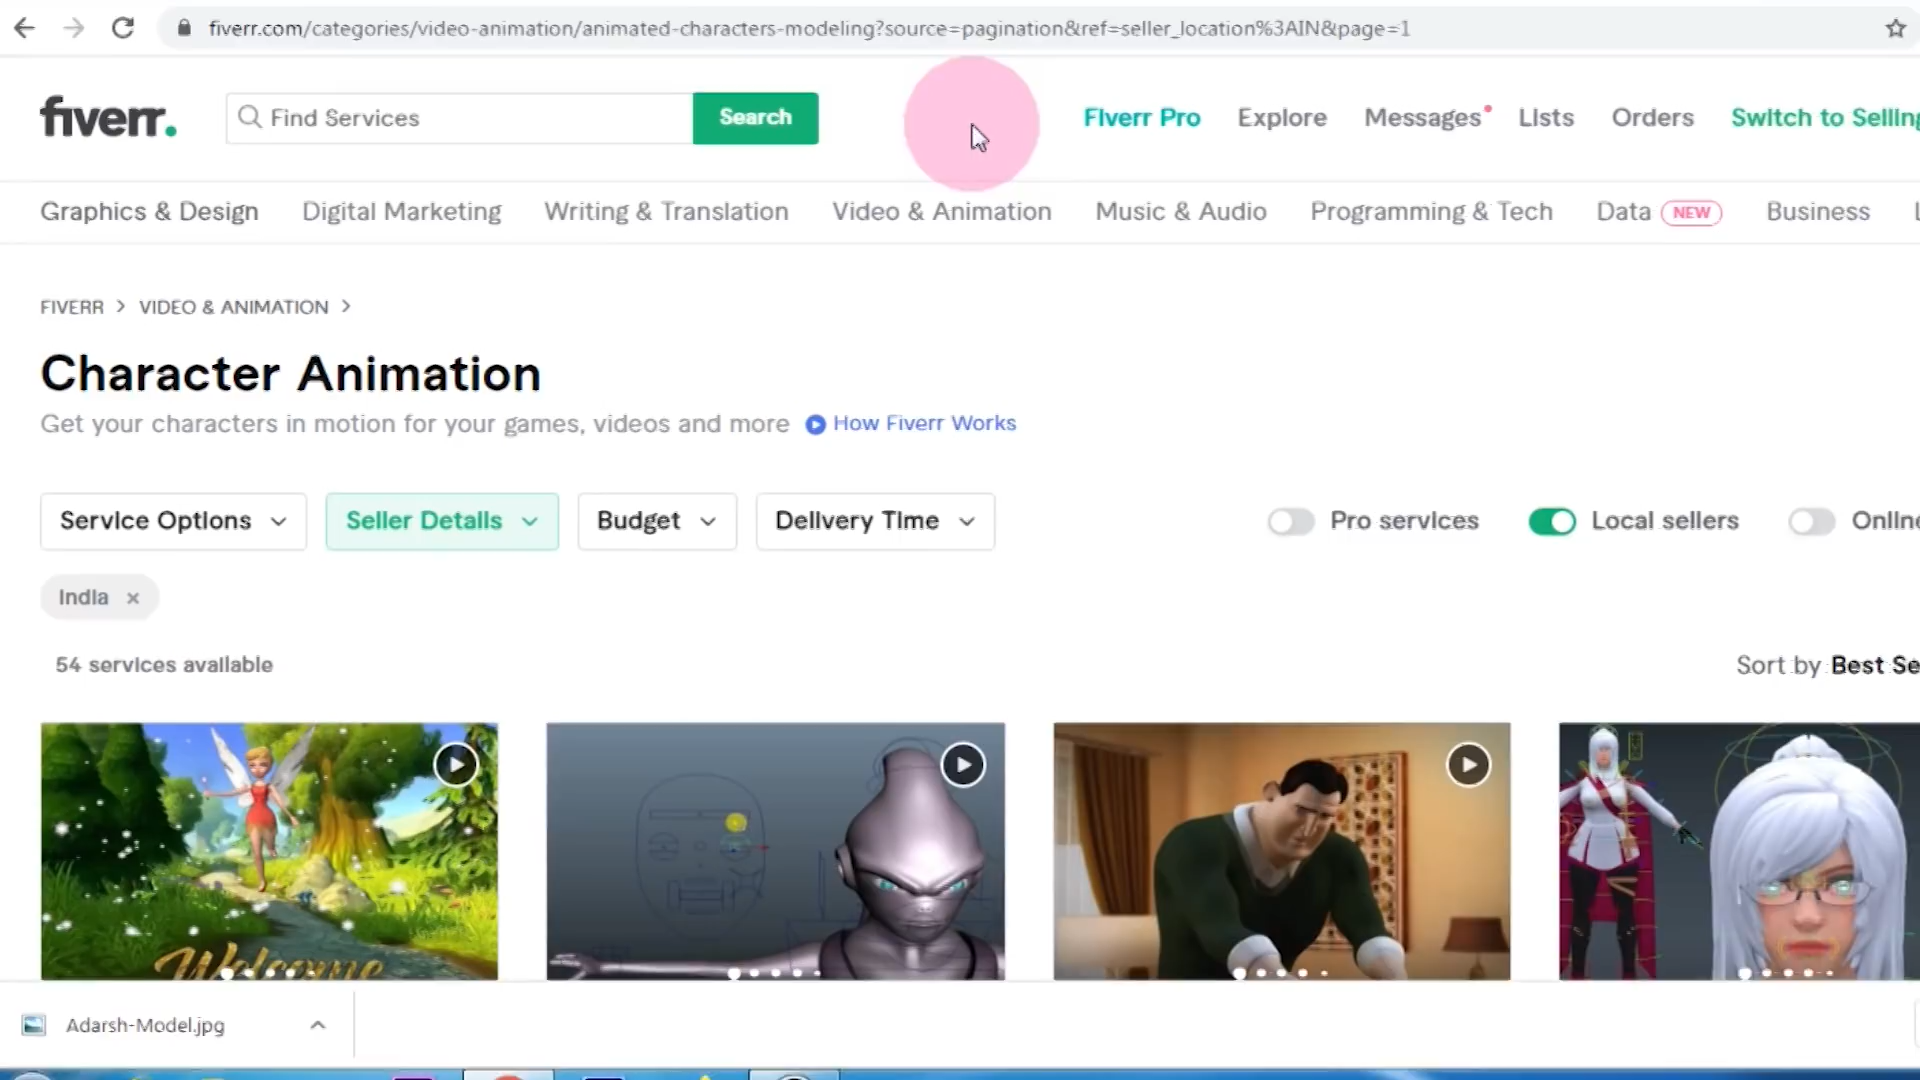 fiverr.com/categories/video-animation/animated-characters-modeling?source=pagination&ref=seller_location%3AIN&page=1
fiverr.
Find Services
Search
Fiverr Pro
Explore
Messages
Lists
Orders
Switch to Selling
Graphics & Design
Digital Marketing
Writing & Translation
Video & Animation
Music & Audio
Programming & Tech
Data NEW
Business
FIVERR > VIDEO & ANIMATION >
Character Animation
Get your characters in motion for your games, videos and more
How Fiverr Works
Service Options
Seller Details
Budget
Delivery Time
Pro services
Local sellers
India ×
54 services available
Sort by Best Se
Welcome
Adarsh-Model.jpg